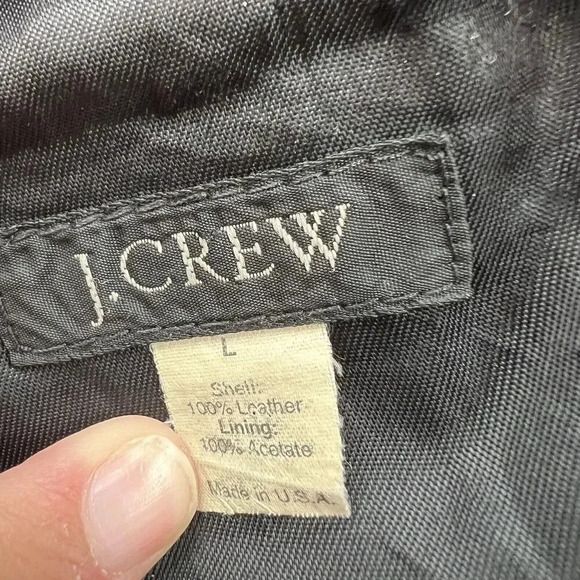 J.CREW
L
Shell:
100% Leather
Lining:
100% Acetate
Made in U.S.A.